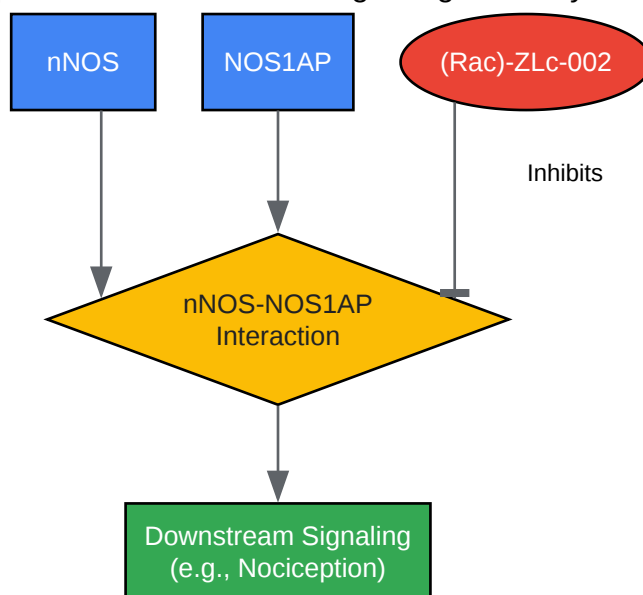 nNOS
NOS1AP
(Rac)-ZLc-002
Inhibits
nNOS-NOS1AP
Interaction
Downstream Signaling
(e.g., Nociception)